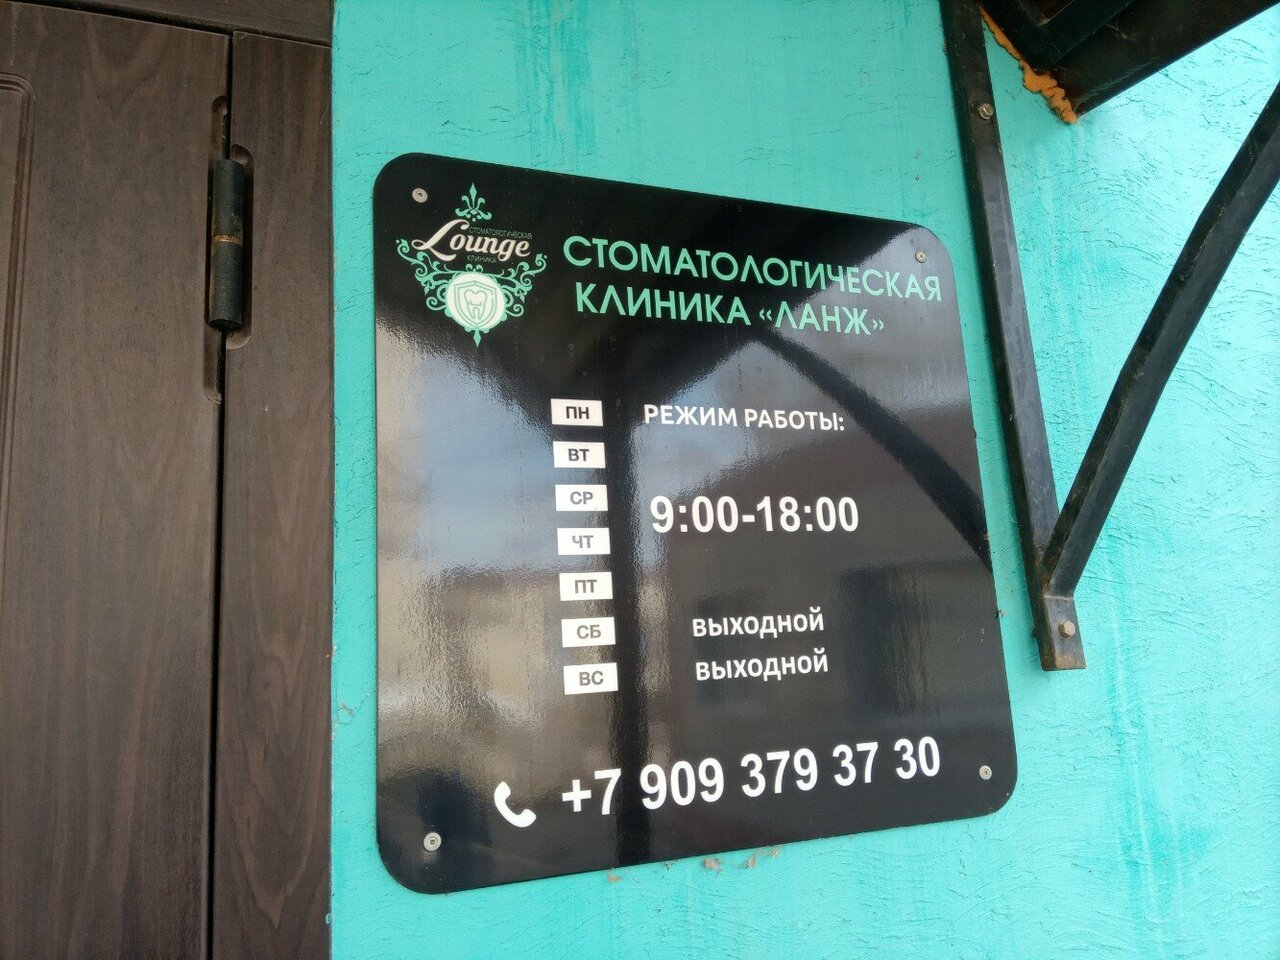 СТОМАТОЛОГИЧЕСКАЯ
Lounge
КЛИНИКА
СТОМАТОЛОГИЧЕСКАЯ
КЛИНИКА «ЛАНЖ»
ПН
ВТ
СР
ЧТ
ПТ
СБ
ВС
РЕЖИМ РАБОТЫ:
9:00-18:00
выходной
выходной
+7 909 379 37 30